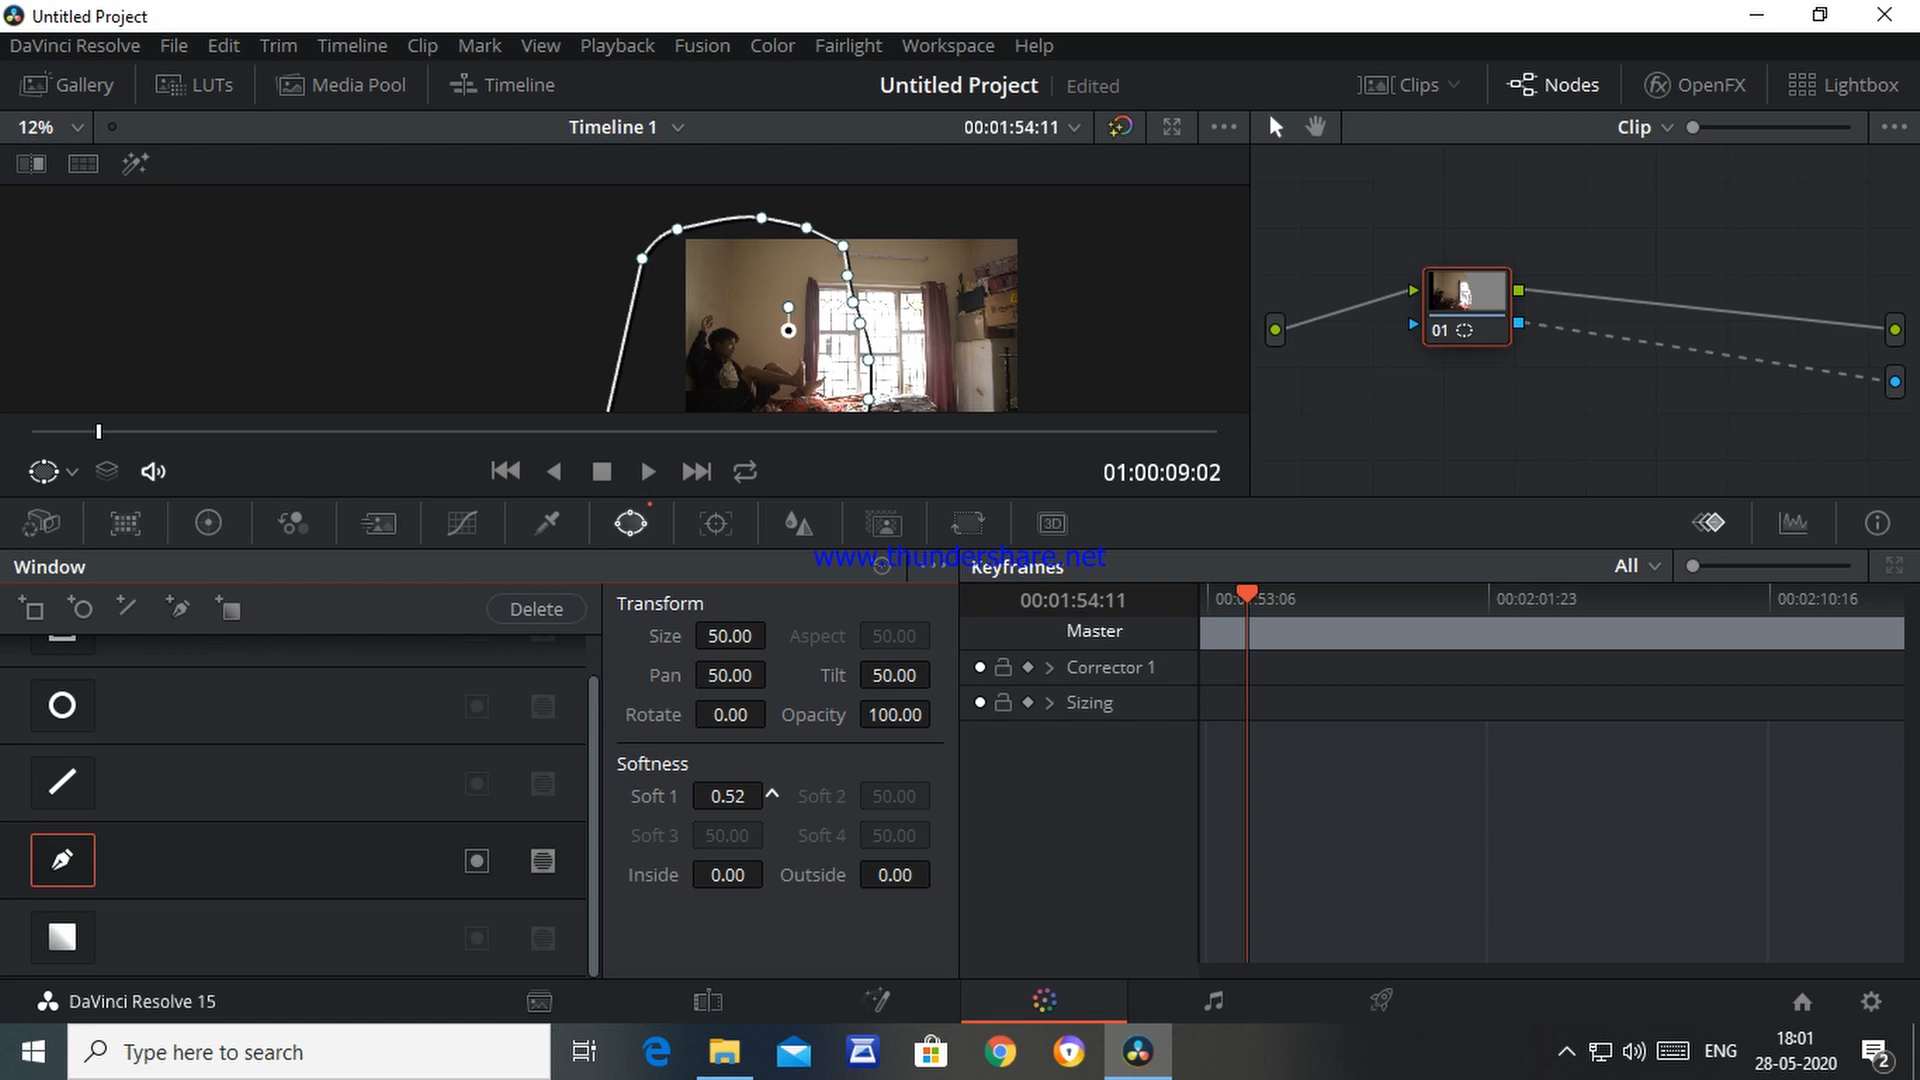 Untitled Project
DaVinci Resolve File Edit Trim Timeline Clip Mark View Playback Fusion Color Fairlight Workspace Help
Gallery LUTs Media Pool Timeline Untitled Project Edited Clips Nodes OpenFX Lightbox
12% Timeline 1 00:01:54:11 Clip
01
01:00:09:02
3D
www.thundershare.net
Window Keyframes All
Delete Transform 00:01:54:11 00:01:53:06 00:02:01:23 00:02:10:16
Size 50.00 Aspect 50.00 Master
Pan 50.00 Tilt 50.00 Corrector 1
Rotate 0.00 Opacity 100.00 Sizing
Softness
Soft 1 0.52 Soft 2 50.00
Soft 3 50.00 Soft 4 50.00
Inside 0.00 Outside 0.00
DaVinci Resolve 15
Type here to search ENG 18:01
28-05-2020 2